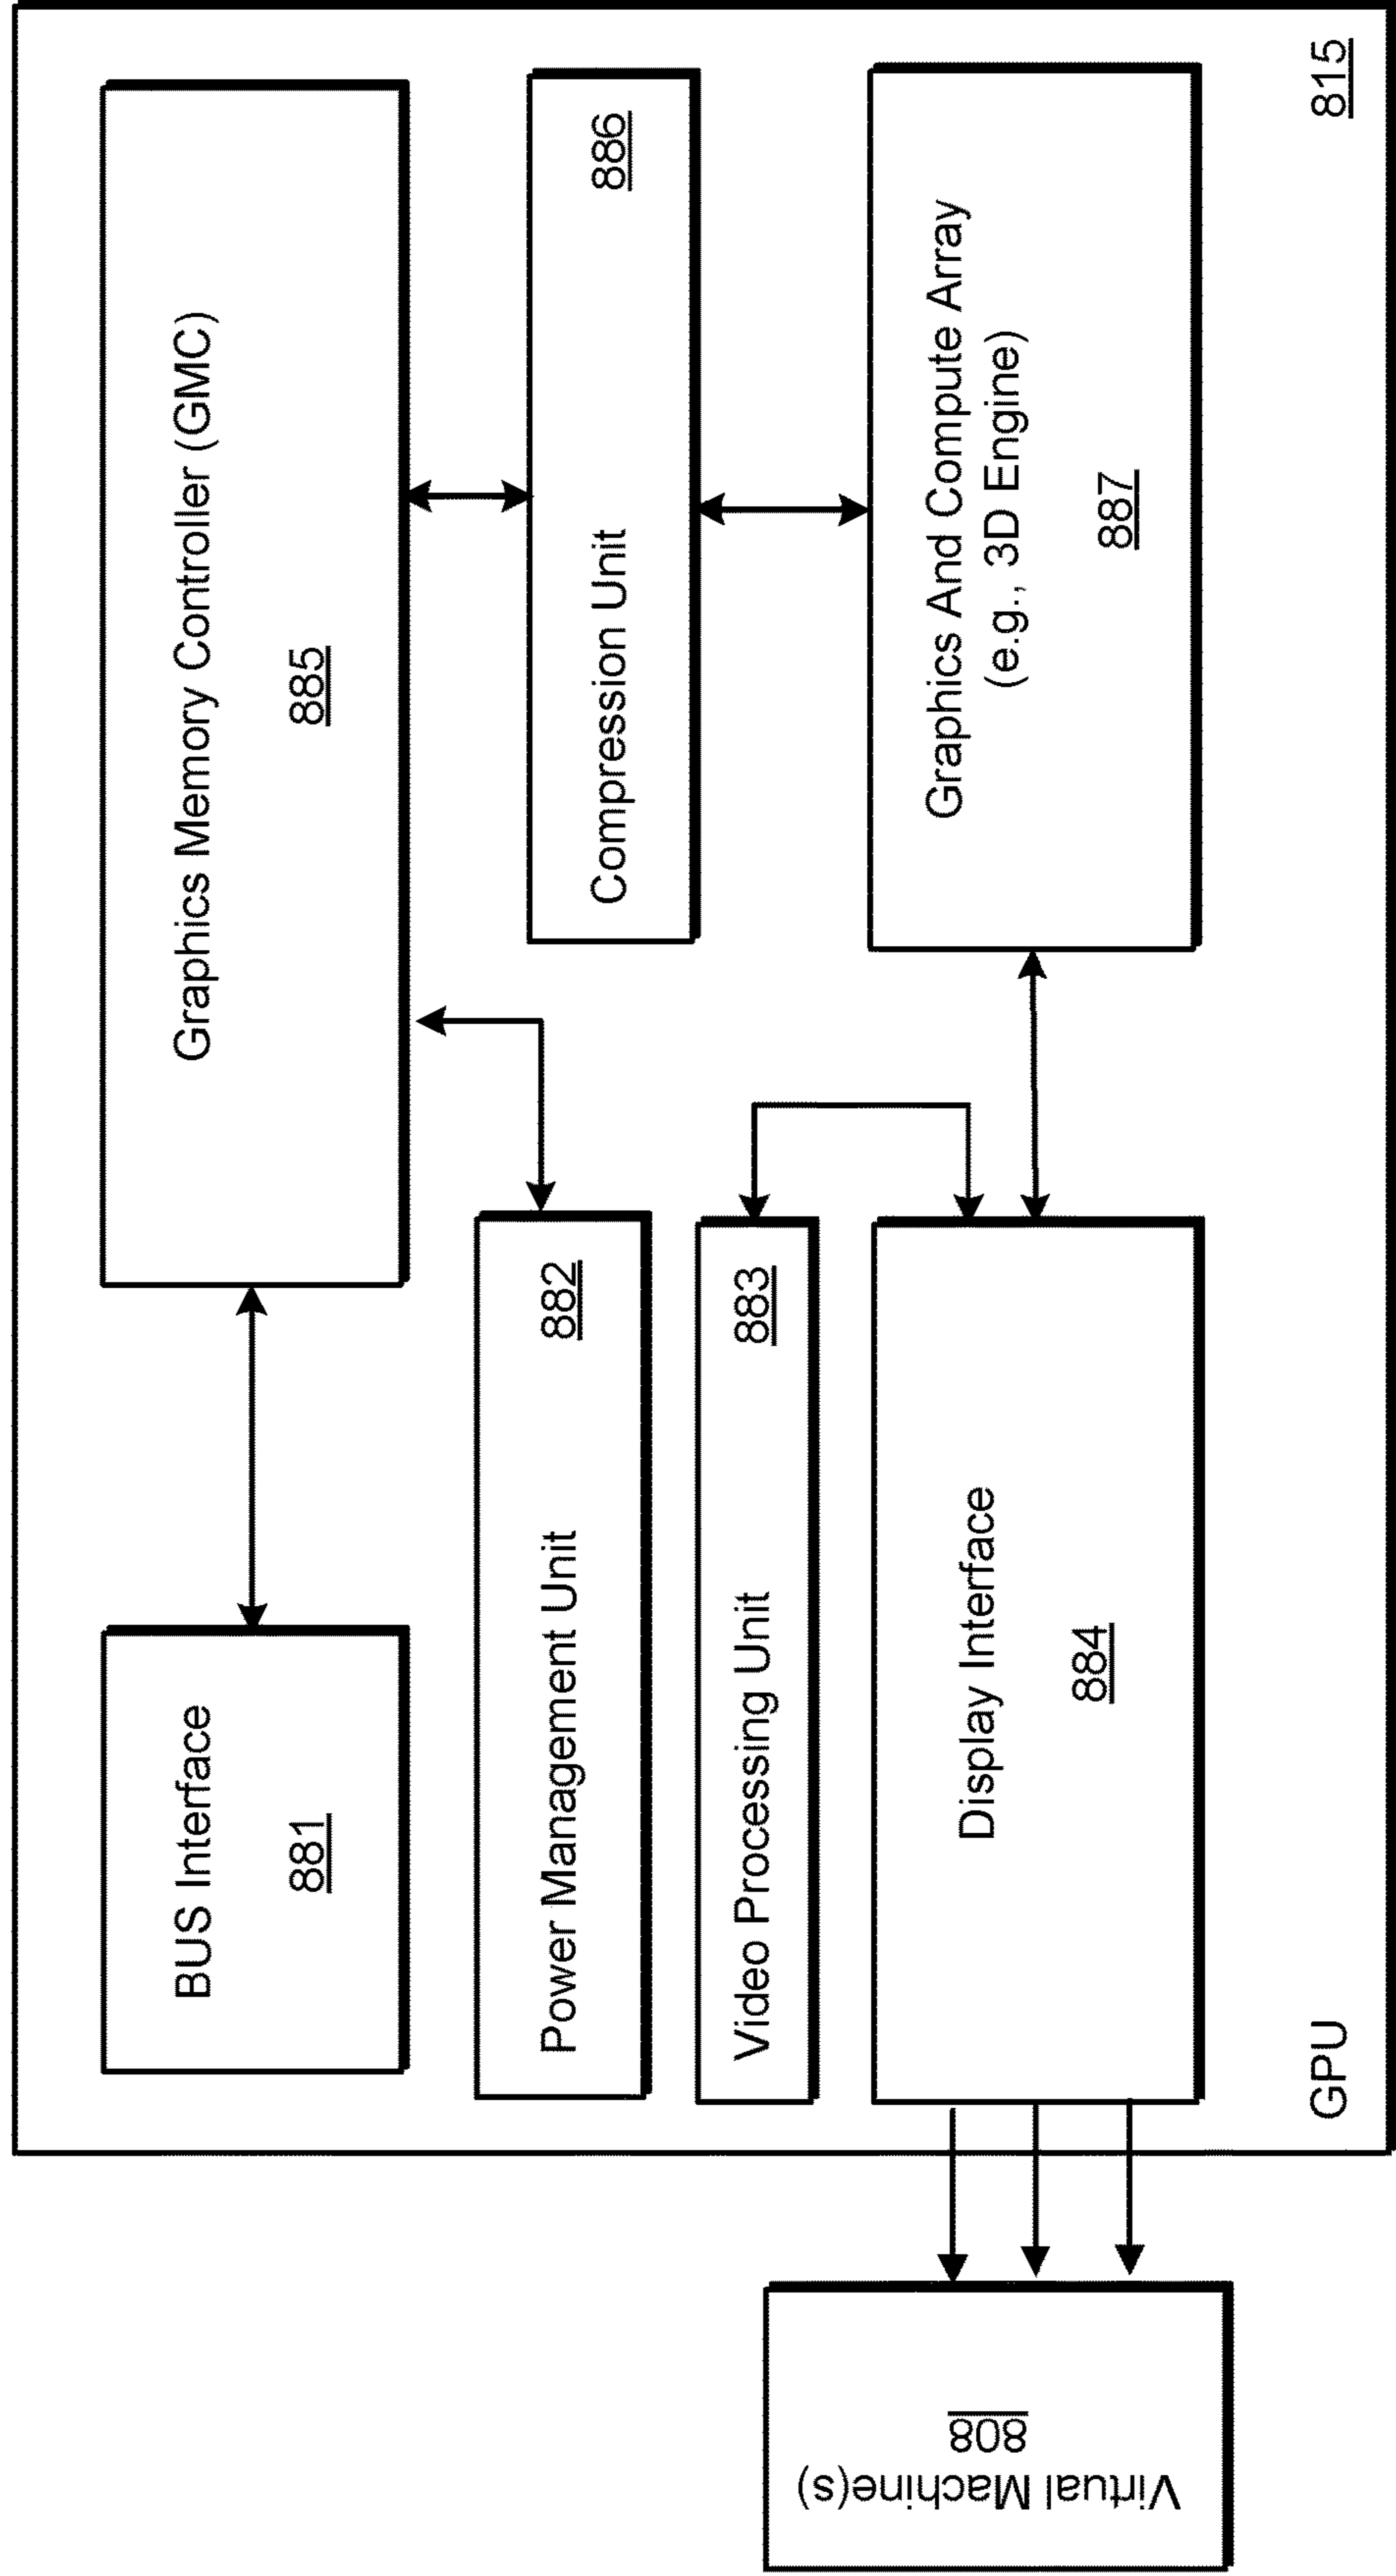 BUS Interface
881
Graphics Memory Controller (GMC)
885
Power Management Unit
882
Compression Unit
886
Video Processing Unit
883
Display Interface
884
Graphics And Compute Array
(e.g., 3D Engine)
887
GPU
815
Virtual Machine(s)
808